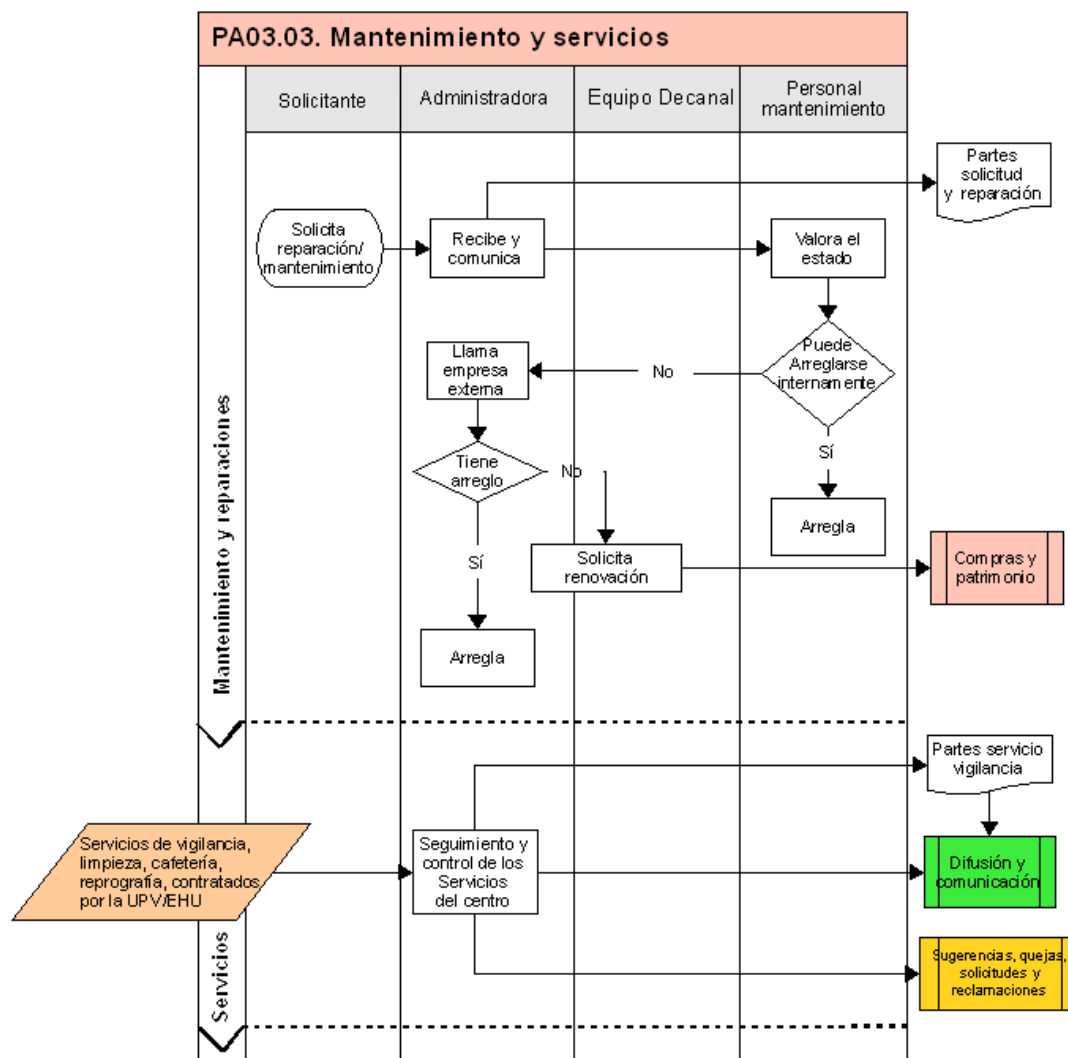 PA03.03. Mantenimiento y servicios
Solicitante
Administradora
Equipo Decanal
Personal
mantenimiento
Mantenimiento y reparaciones
Partes
solicitud
y reparación
Solicita
reparación/
mantenimiento
Recibe y
comunica
Valora el
estado
Puede
Arreglarse
internamente
No
Llama
empresa
externa
Tiene
arreglo
No
Sí
Sí
Arregla
Solicita
renovación
Compras y
patrimonio
Arregla
Servicios
Partes servicio
vigilancia
Servicios de vigilancia,
limpieza, cafetería,
reprografía, contratados
por la UPV/EHU
Seguimiento y
control de los
Servicios
del centro
Difusión y
comunicación
Sugerencias, quejas,
solicitudes y
reclamaciones